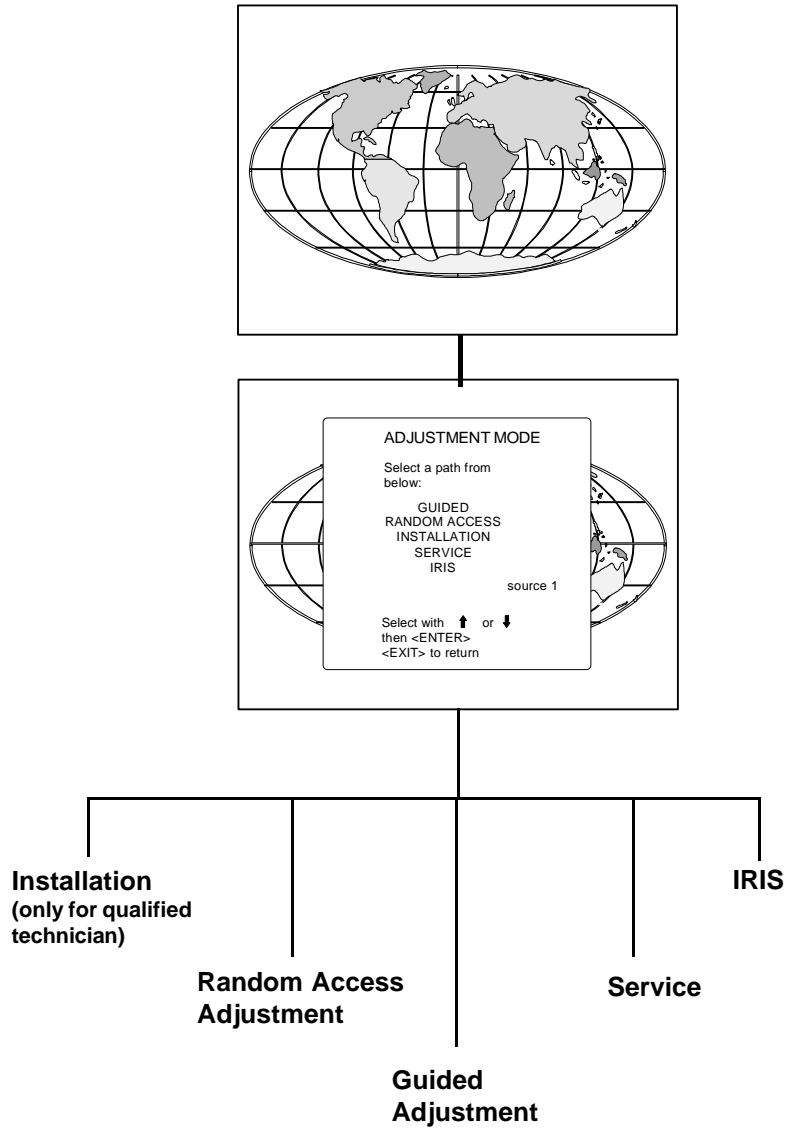 ADJUSTMENT MODE
Select a path from
below:
GUIDED
RANDOM ACCESS
INSTALLATION
SERVICE
IRIS
source 1
Select with ⬆ or ⬇
then <ENTER>
<EXIT> to return
Installation
(only for qualified
technician)
IRIS
Random Access
Adjustment
Service
Guided
Adjustment